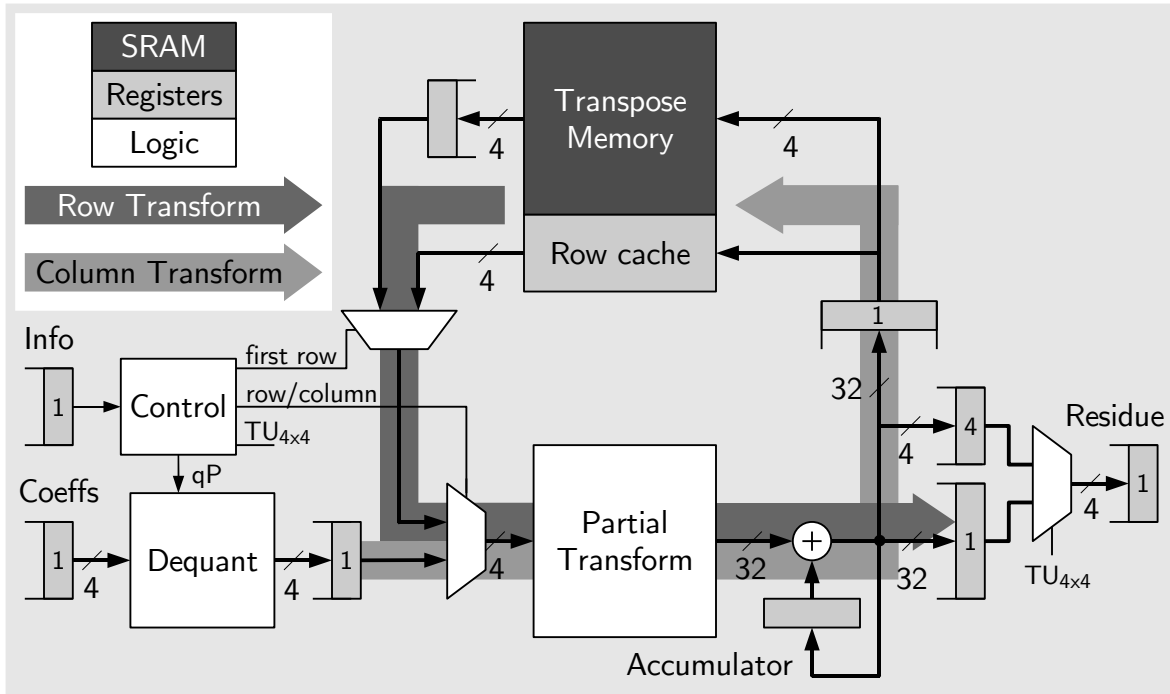 SRAM
Registers
Logic
Row Transform
Column Transform
Transpose
Memory
Row cache
4
4
4
1
32
Info
1
Control
first row
row/column
TU4x4
qP
Coeffs
1
4
Dequant
4
1
4
Partial
Transform
32
+
32
Accumulator
4
4
1
Residue
4
1
TU4x4